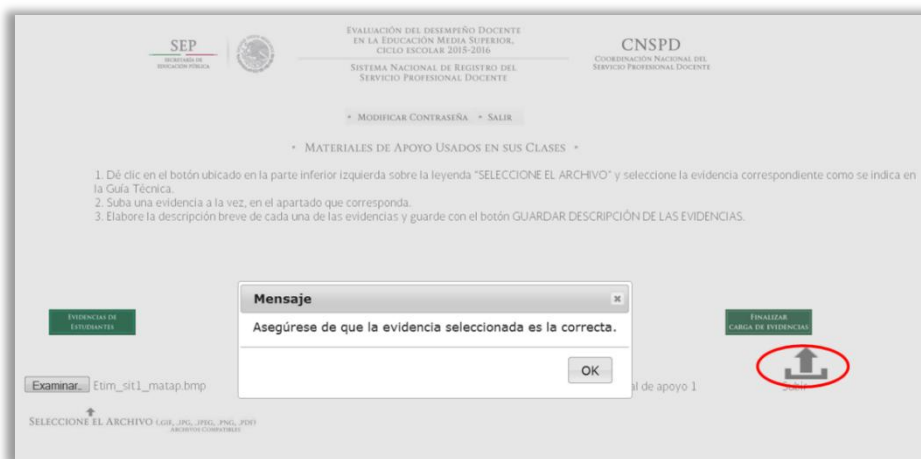 EVALUACIÓN DEL DESEMPEÑO DOCENTE
EN LA EDUCACIÓN MEDIA SUPERIOR,
CICLO ESCOLAR 2015-2016
SEP
SECRETARÍA DE
EDUCACIÓN PÚBLICA
SISTEMA NACIONAL DE REGISTRO DEL
SERVICIO PROFESIONAL DOCENTE
CNSPD
COORDINACIÓN NACIONAL DEL
SERVICIO PROFESIONAL DOCENTE
• MODIFICAR CONTRASEÑA • SALIR
• MATERIALES DE APOYO USADOS EN SUS CLASES •
1. Dé clic en el botón ubicado en la parte inferior izquierda sobre la leyenda "SELECCIONE EL ARCHIVO" y seleccione la evidencia correspondiente como se indica en
la Guía Técnica.
2. Suba una evidencia a la vez, en el apartado que corresponda.
3. Elabore la descripción breve de cada una de las evidencias y guarde con el botón GUARDAR DESCRIPCIÓN DE LAS EVIDENCIAS.
EVIDENCIAS DE
ESTUDIANTES
Mensaje
Asegúrese de que la evidencia seleccionada es la correcta.
OK
FINALIZAR
CARGA DE EVIDENCIAS
Examinar... Etim_sit1_matap.bmp
al de apoyo 1
Subir
SELECCIONE EL ARCHIVO (.GIF, .JPG, .JPEG, .PNG, .PDF)
ARCHIVOS COMPATIBLES